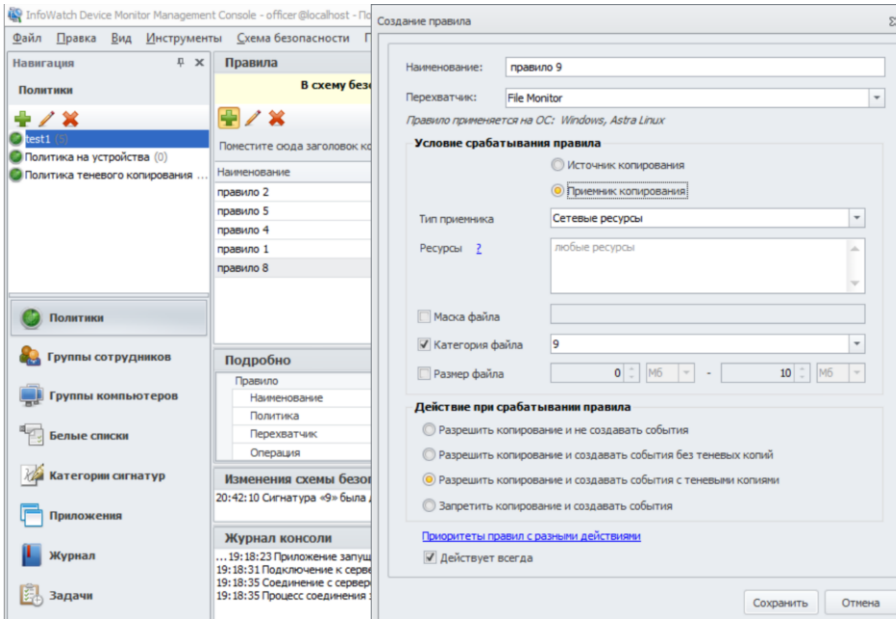 InfoWatch Device Monitor Management Console - officer@localhost - По
Файл Правка Вид Инструменты Схема безопасности
Навигация
Политики
test1 (5)
Политика на устройства (0)
Политика теневого копирования ...
Политики
Группы сотрудников
Группы компьютеров
Белые списки
Категории сигнатур
Приложения
Журнал
Задачи
Правила
В схему безо
Поместите сюда заголовок ко
Наименование
правило 2
правило 5
правило 4
правило 1
правило 8
Подробно
Правило
Наименование
Политика
Перехватчик
Операция
Изменения схемы безоп
20:42:10 Сигнатура «9» была д
Журнал консоли
...19:18:23 Приложение запущ
19:18:31 Подключение к серве
19:18:35 Соединение с сервер
19:18:35 Процесс соединения з
Создание правила
Наименование: правило 9
Перехватчик: File Monitor
Правило применяется на ОС: Windows, Astra Linux
Условие срабатывания правила
Источник копирования
Приемник копирования
Тип приемника Сетевые ресурсы
Ресурсы ? любые ресурсы
Маска файла
Категория файла 9
Размер файла 0 Мб - 10 Мб
Действие при срабатывании правила
Разрешить копирование и не создавать события
Разрешить копирование и создавать события без теневых копий
Разрешить копирование и создавать события с теневыми копиями
Запретить копирование и создавать события
Приоритеты правил с разными действиями
Действует всегда
Сохранить Отмена